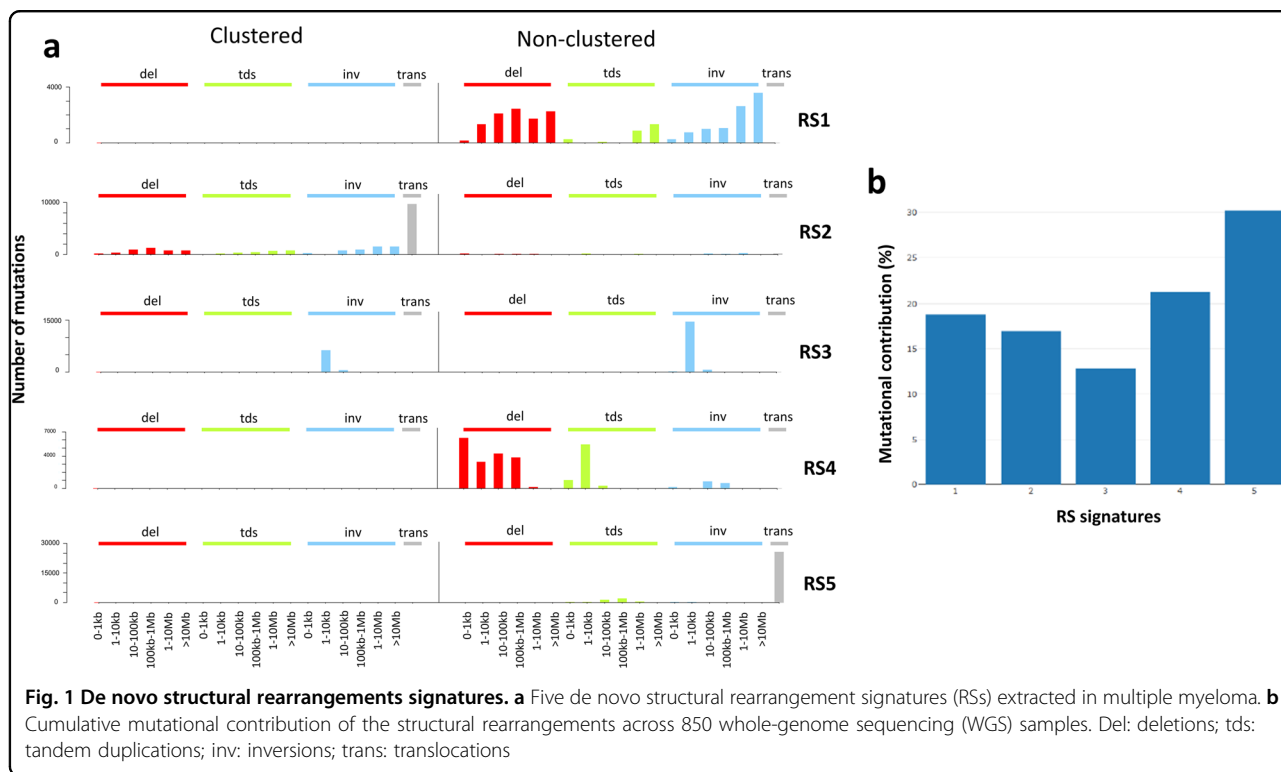 a
Clustered
Non-clustered
del tds inv trans del tds inv trans
4000
0
RS1
del tds inv trans del tds inv trans
10000
0
RS2
del tds inv trans del tds inv trans
15000
0
RS3
del tds inv trans del tds inv trans
7000
4000
0
RS4
del tds inv trans del tds inv trans
30000
15000
0
RS5
Number of mutations
0-1kb 1-10kb 10-100kb 100kb-1Mb 1-10Mb >10Mb 0-1kb 1-10kb 10-100kb 100kb-1Mb 1-10Mb >10Mb 0-1kb 1-10kb 10-100kb 100kb-1Mb 1-10Mb >10Mb 0-1kb 1-10kb 10-100kb 100kb-1Mb 1-10Mb >10Mb 0-1kb 1-10kb 10-100kb 100kb-1Mb 1-10Mb >10Mb 0-1kb 1-10kb 10-100kb 100kb-1Mb 1-10Mb >10Mb
b
Mutational contribution (%)
30
25
20
15
10
5
0
1 2 3 4 5
RS signatures
Fig. 1 De novo structural rearrangements signatures. a Five de novo structural rearrangement signatures (RSs) extracted in multiple myeloma. b
Cumulative mutational contribution of the structural rearrangements across 850 whole-genome sequencing (WGS) samples. Del: deletions; tds:
tandem duplications; inv: inversions; trans: translocations